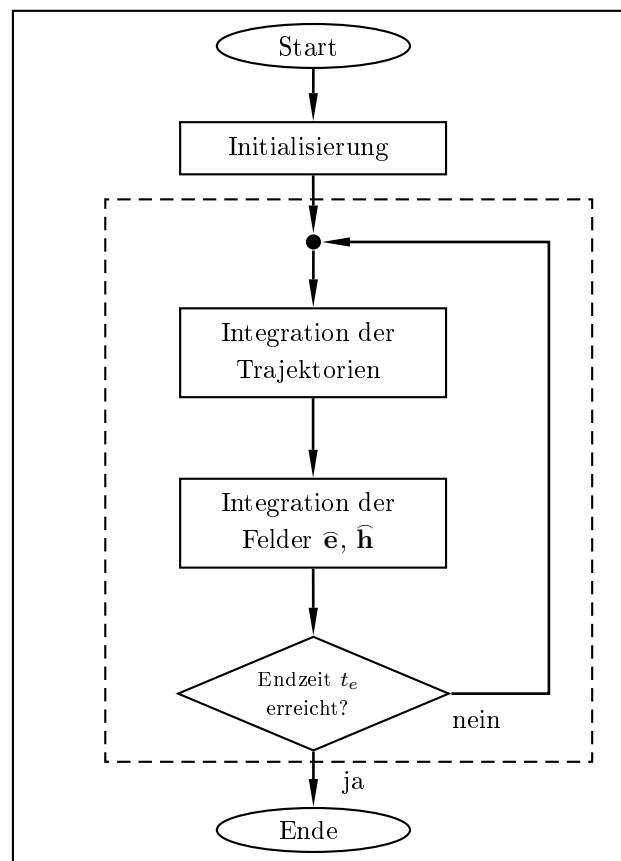 Start
Initialisierung
Integration der
Trajektorien
Integration der
Felder e͡, h͡
Endzeit t_e
erreicht?
nein
ja
Ende